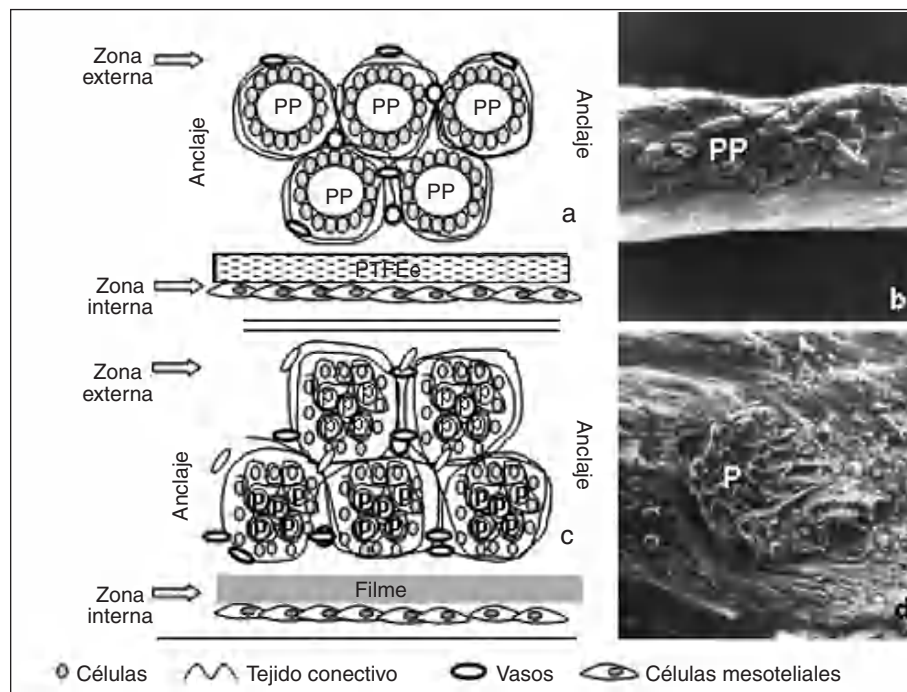 Zona
externa
PP PP PP
Anclaje
Anclaje
PP PP
a
PTFEe
Zona
interna
PP
b
Zona
externa
p p p p p
p p p p p
Anclaje
Anclaje
p p p p p
p p p p p
p p p p p
c
Filme
Zona
interna
P
d
Células
Tejido conectivo
Vasos
Células mesoteliales